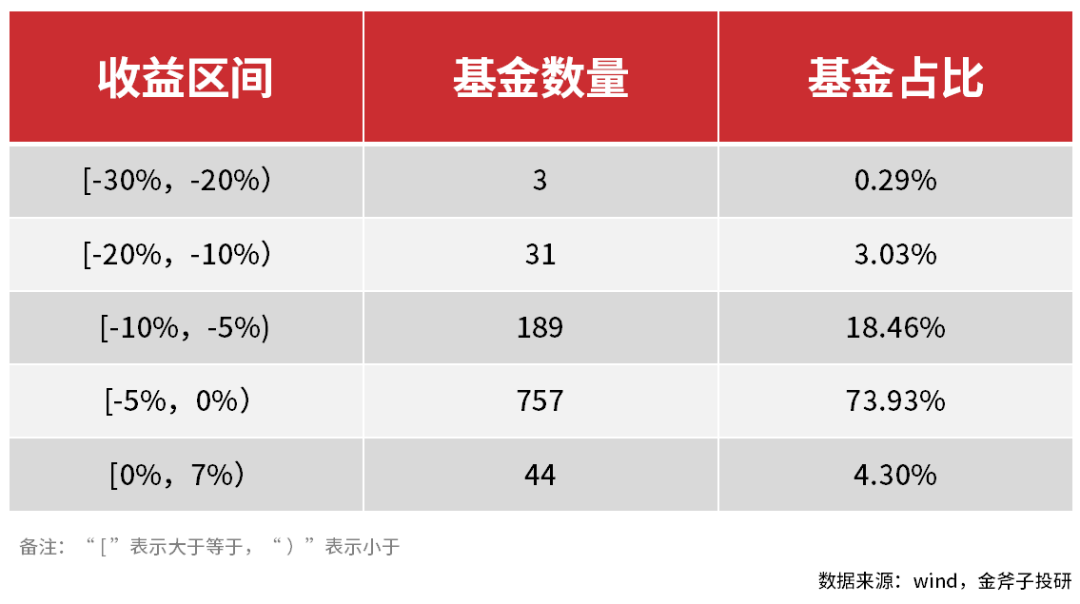 收益区间 基金数量 基金占比
[-30%，-20%） 3 0.29%
[-20%，-10%） 31 3.03%
[-10%，-5%) 189 18.46%
[-5%，0%） 757 73.93%
[0%，7%） 44 4.30%
备注：“［”表示大于等于，“）”表示小于
数据来源：wind，金斧子投研